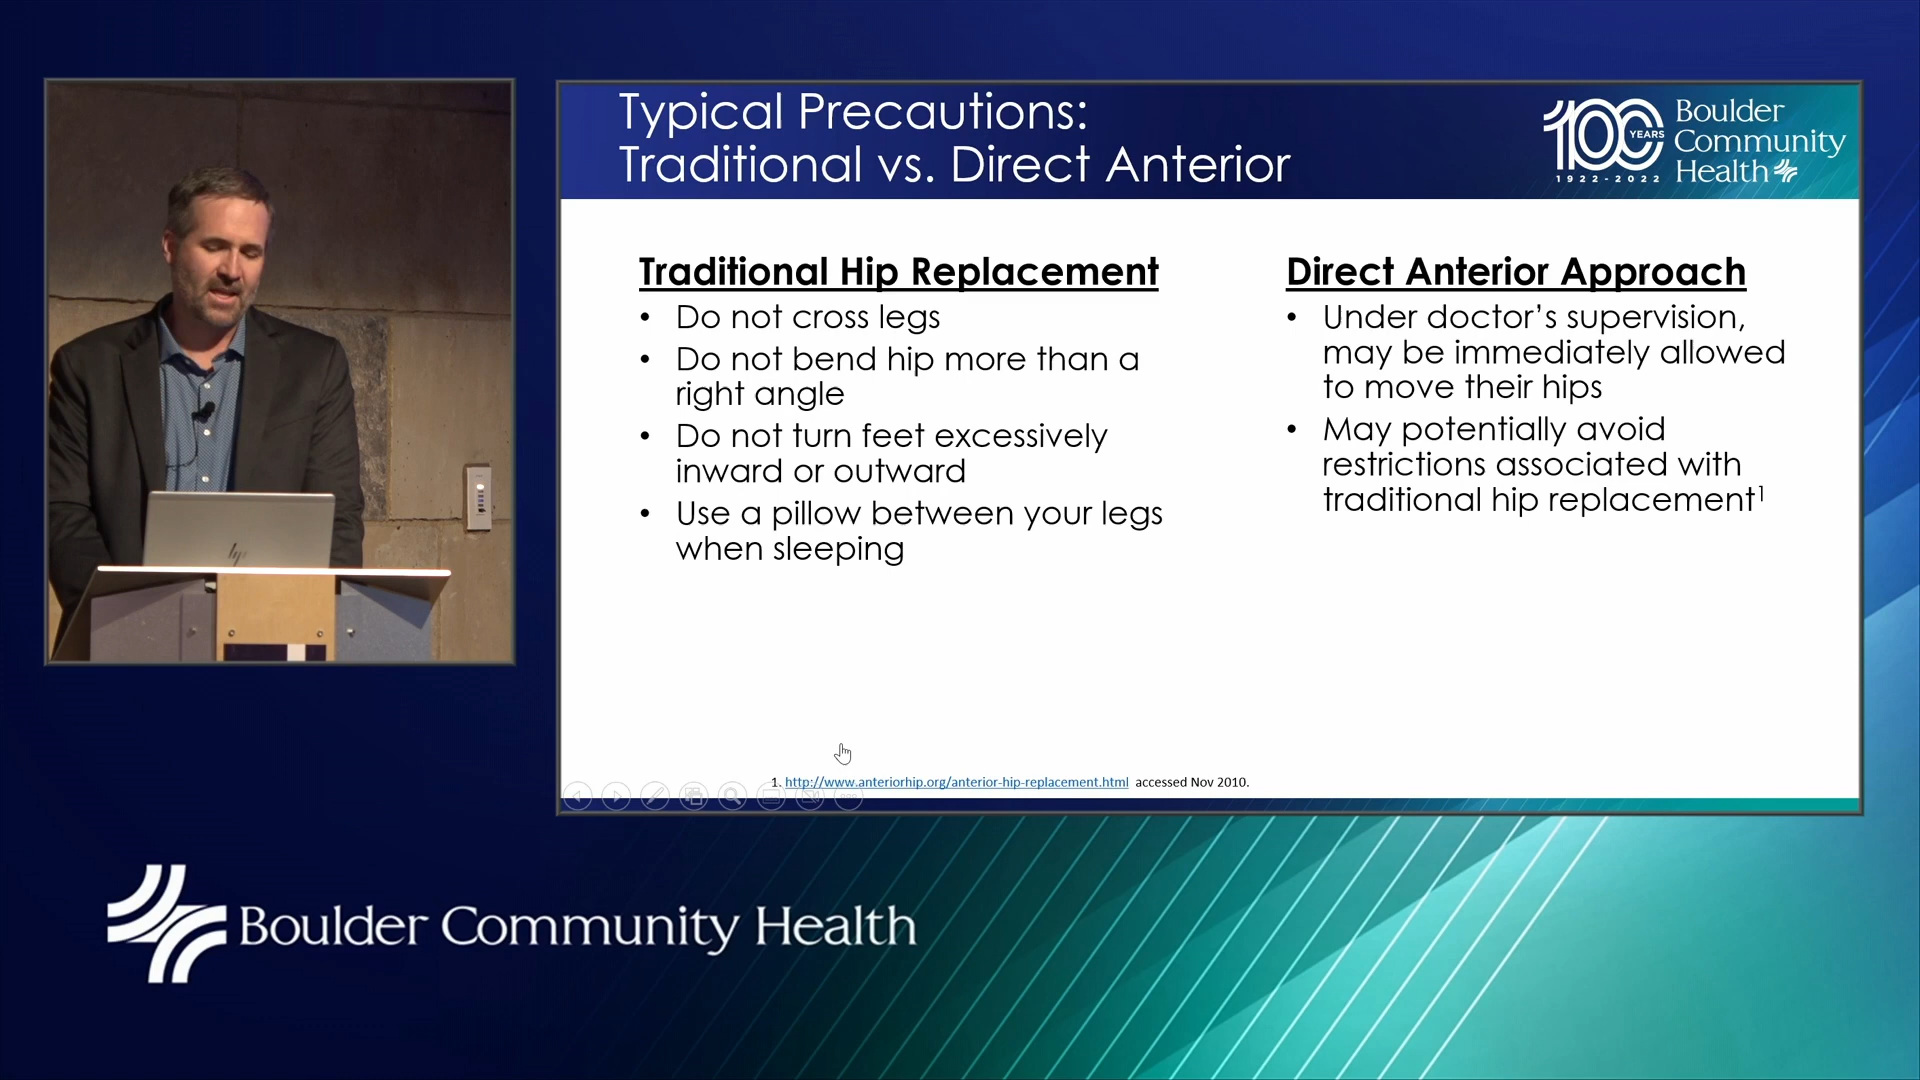 Typical Precautions:
Traditional vs. Direct Anterior
100 YEARS
1922-2022
Boulder
Community
Health
Traditional Hip Replacement
• Do not cross legs
• Do not bend hip more than a
right angle
• Do not turn feet excessively
inward or outward
• Use a pillow between your legs
when sleeping
Direct Anterior Approach
• Under doctor’s supervision,
may be immediately allowed
to move their hips
• May potentially avoid
restrictions associated with
traditional hip replacement¹
1. http://www.anteriorhip.org/anterior-hip-replacement.html accessed Nov 2010.
hp
Boulder Community Health